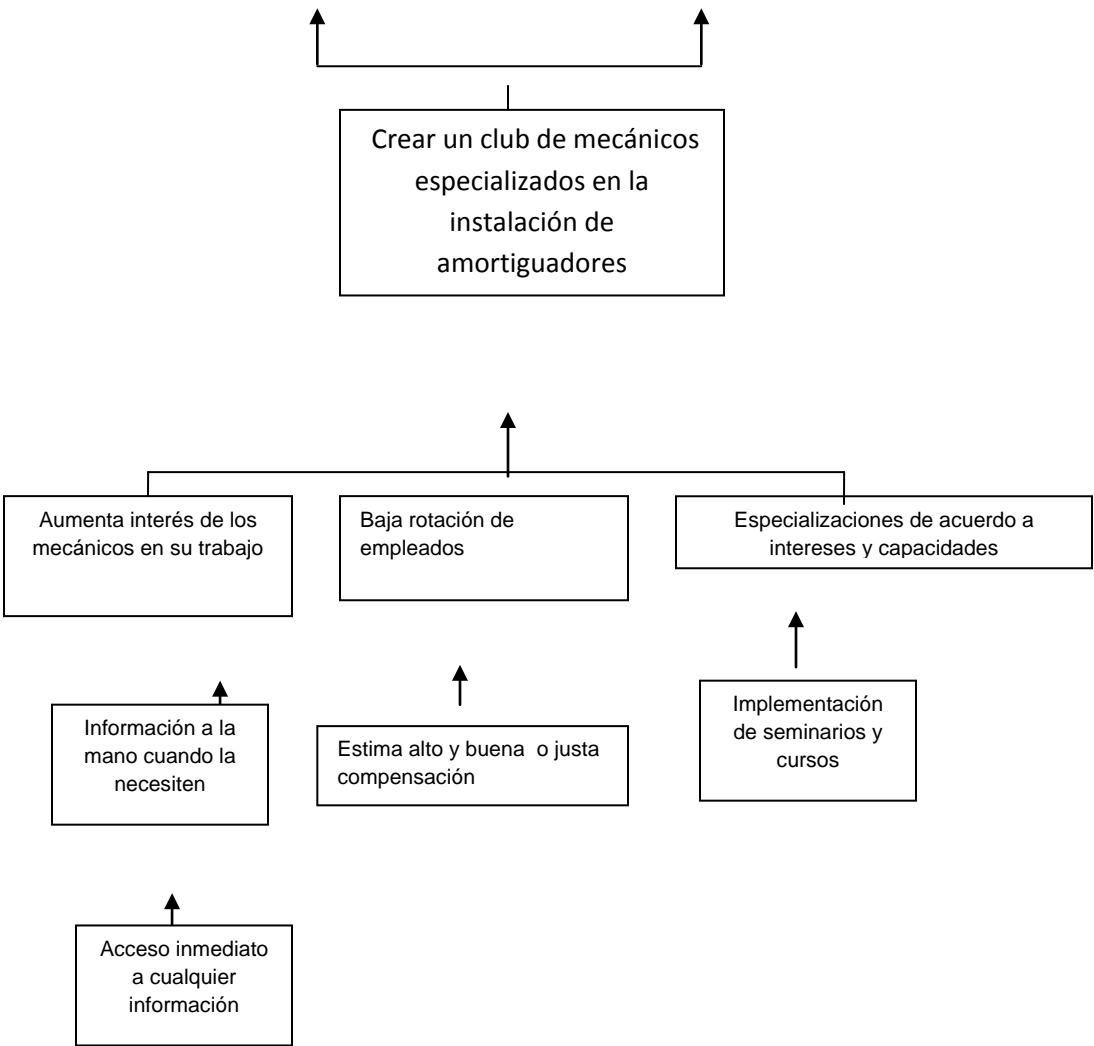 Crear un club de mecánicos
especializados en la
instalación de
amortiguadores
Aumenta interés de los
mecánicos en su trabajo
Baja rotación de
empleados
Especializaciones de acuerdo a
intereses y capacidades
Información a la
mano cuando la
necesiten
Estima alto y buena o justa
compensación
Implementación
de seminarios y
cursos
Acceso inmediato
a cualquier
información